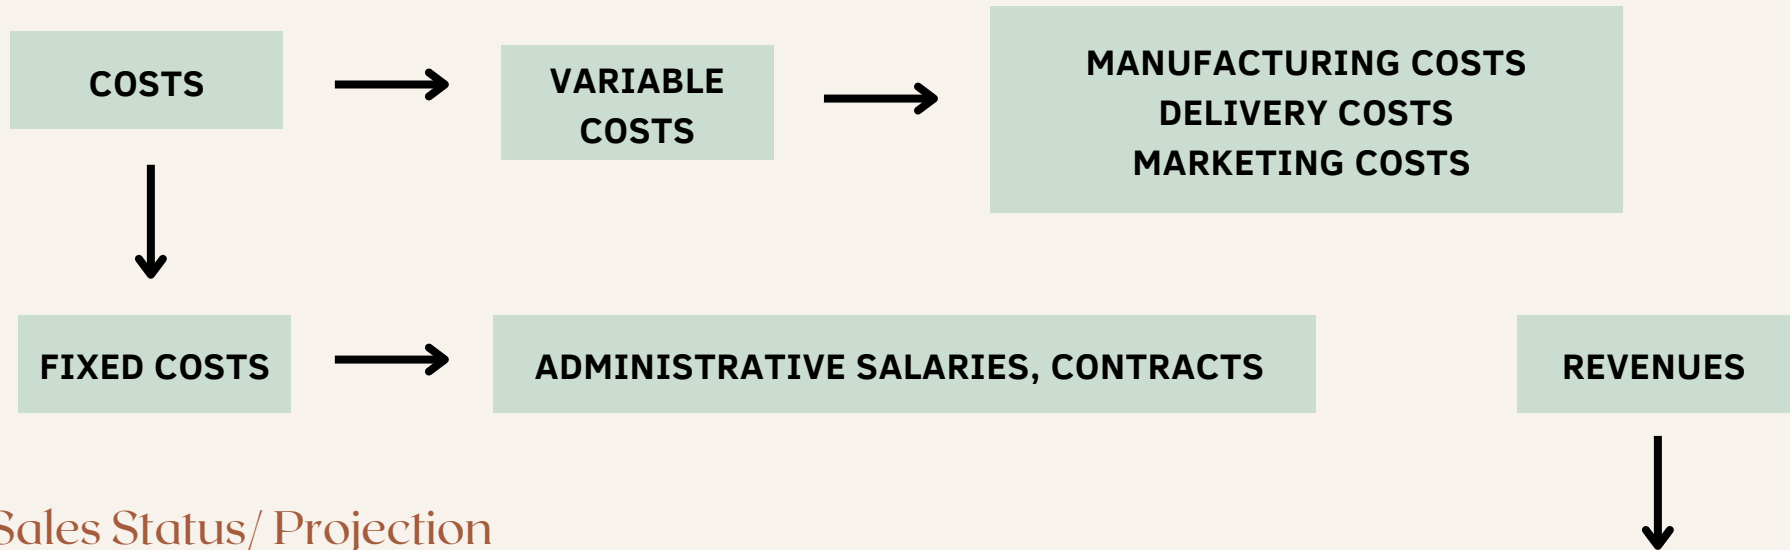 COSTS
VARIABLE
COSTS
MANUFACTURING COSTS
DELIVERY COSTS
MARKETING COSTS
FIXED COSTS
ADMINISTRATIVE SALARIES, CONTRACTS
REVENUES
Sales Status/ Projection